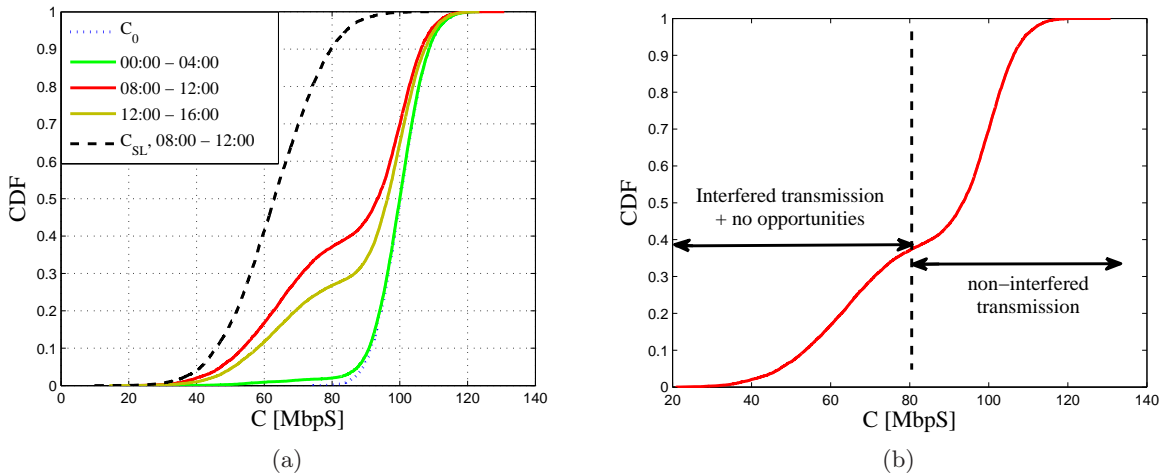 1
0.9
0.8
0.7
0.6
0.5
0.4
0.3
0.2
0.1
0
CDF
C_0
00:00 – 04:00
08:00 – 12:00
12:00 – 16:00
C_SL, 08:00 – 12:00
0 20 40 60 80 100 120 140
C [MbpS]
(a)
1
0.9
0.8
0.7
0.6
0.5
0.4
0.3
0.2
0.1
0
CDF
Interfered transmission
+ no opportunities
non−interfered
transmission
20 40 60 80 100 120 140
C [MbpS]
(b)